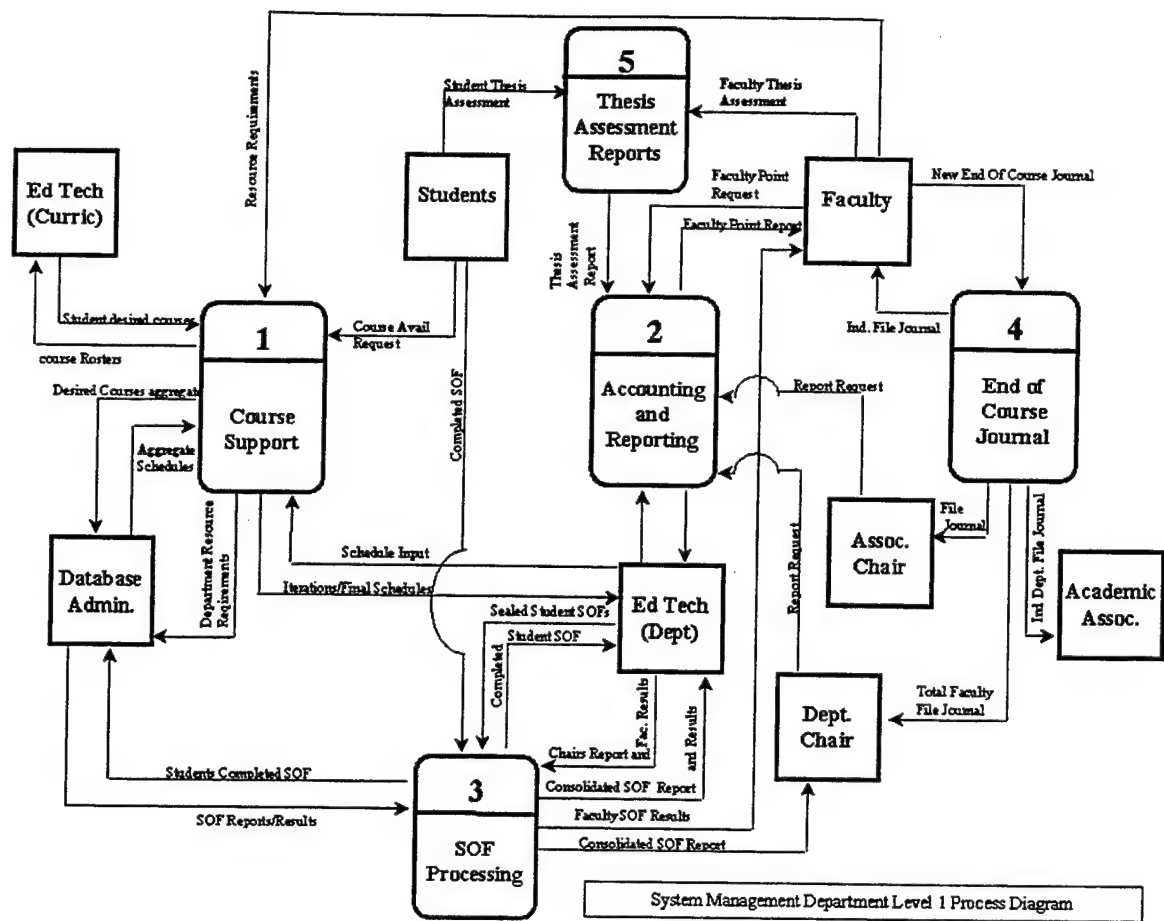 5
Thesis
Assessment
Reports
Student Thesis
Assessment
Faculty Thesis
Assessment
Resource Requirements
Ed Tech
(Curric)
Students
Faculty Point
Request
Faculty
New End Of Course Journal
Faculty Point Report
Thesis
Assessment
Report
Student desired courses
course Rosters
1
Course
Support
Course Avail
Request
2
Accounting
and
Reporting
Ind. File Journal
4
End of
Course
Journal
Report Request
Desired Courses aggregate
Aggregate
Schedules
Completed SOF
Database
Admin.
Department Resource
Reqirements
Schedule Input
Iterations/Final Schedules
Sealed Student SOFs
Student SOF
Completed
Ed Tech
(Dept)
Report Request
Assoc.
Chair
File
Journal
Ind Dept. File Journal
Academic
Assoc.
Total Faculty
File Journal
Dept.
Chair
Chairs Report and
Fac. Results
and Results
Students Completed SOF
SOF Reports/Results
3
SOF
Processing
Consolidated SOF Report
Faculty SOF Results
Consolidated SOF Report
System Management Department Level 1 Process Diagram